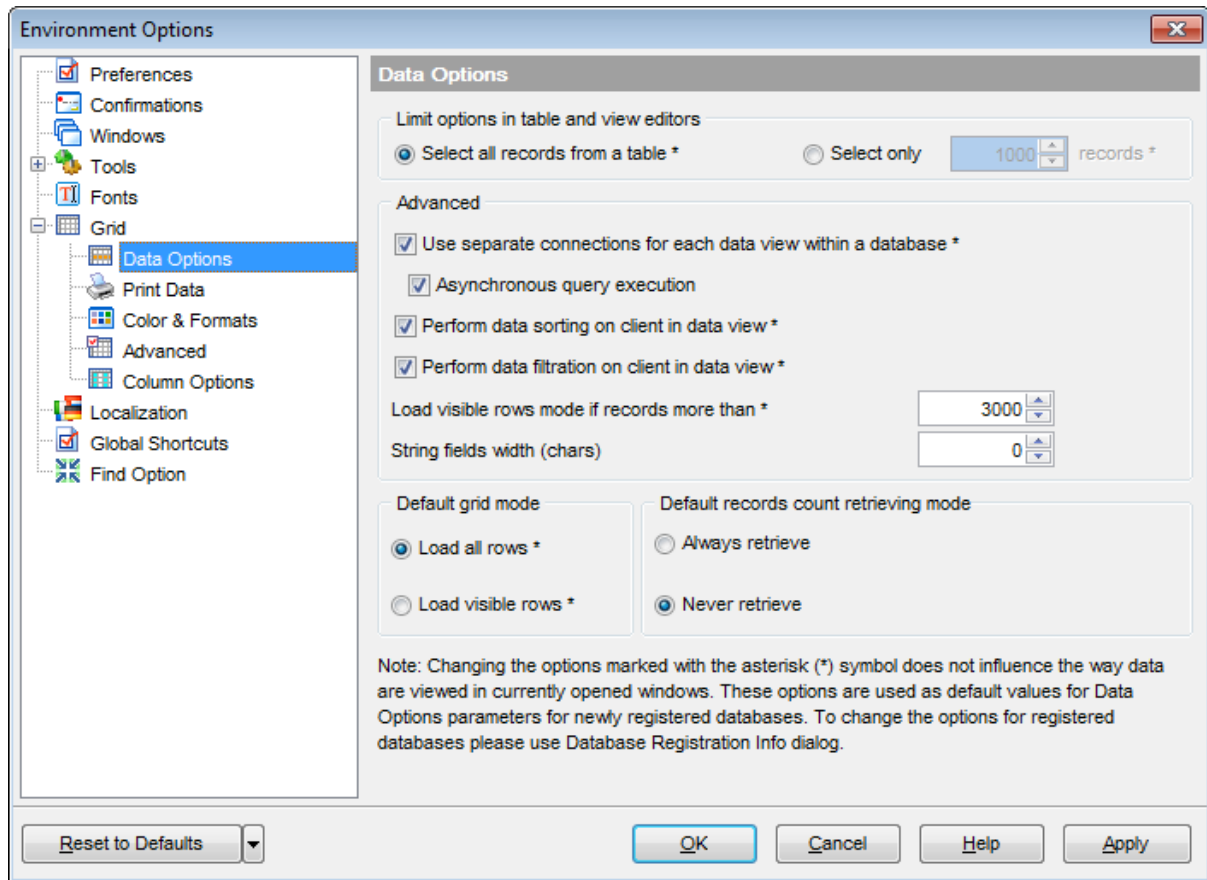 Environment Options
Preferences
Confirmations
Windows
Tools
Fonts
Grid
Data Options
Print Data
Color & Formats
Advanced
Column Options
Localization
Global Shortcuts
Find Option
Data Options
Limit options in table and view editors
Select all records from a table *
Select only 1000 records *
Advanced
Use separate connections for each data view within a database *
Asynchronous query execution
Perform data sorting on client in data view *
Perform data filtration on client in data view *
Load visible rows mode if records more than * 3000
String fields width (chars) 0
Default grid mode
Load all rows *
Load visible rows *
Default records count retrieving mode
Always retrieve
Never retrieve
Note: Changing the options marked with the asterisk (*) symbol does not influence the way data
are viewed in currently opened windows. These options are used as default values for Data
Options parameters for newly registered databases. To change the options for registered
databases please use Database Registration Info dialog.
Reset to Defaults
OK
Cancel
Help
Apply